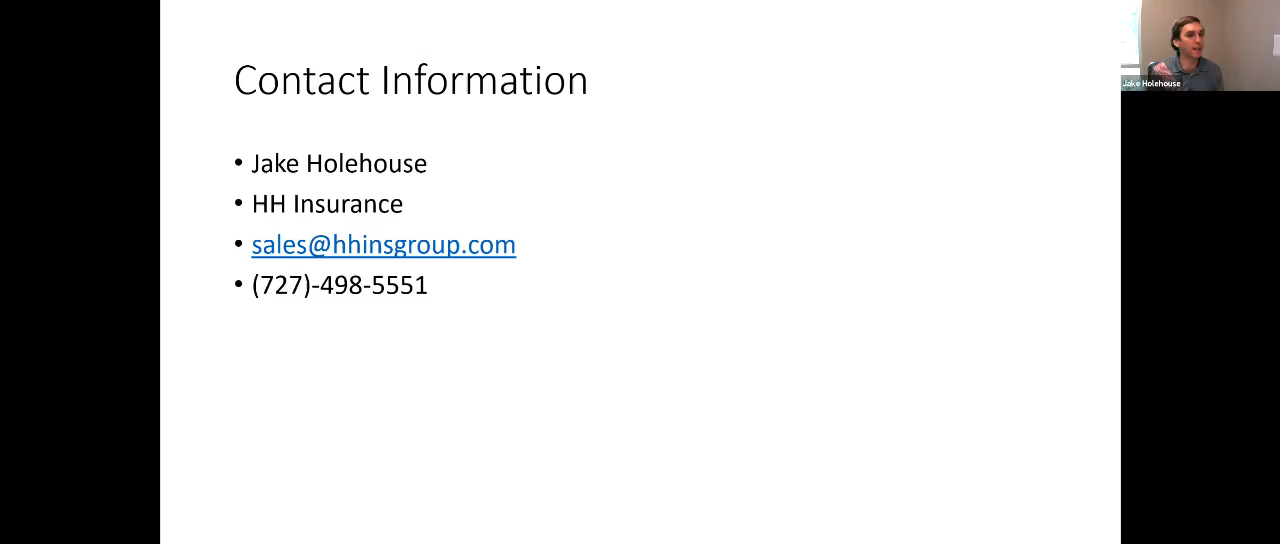 Contact Information
• Jake Holehouse
• HH Insurance
• sales@hhinsgroup.com
• (727)-498-5551
Jake Holehouse